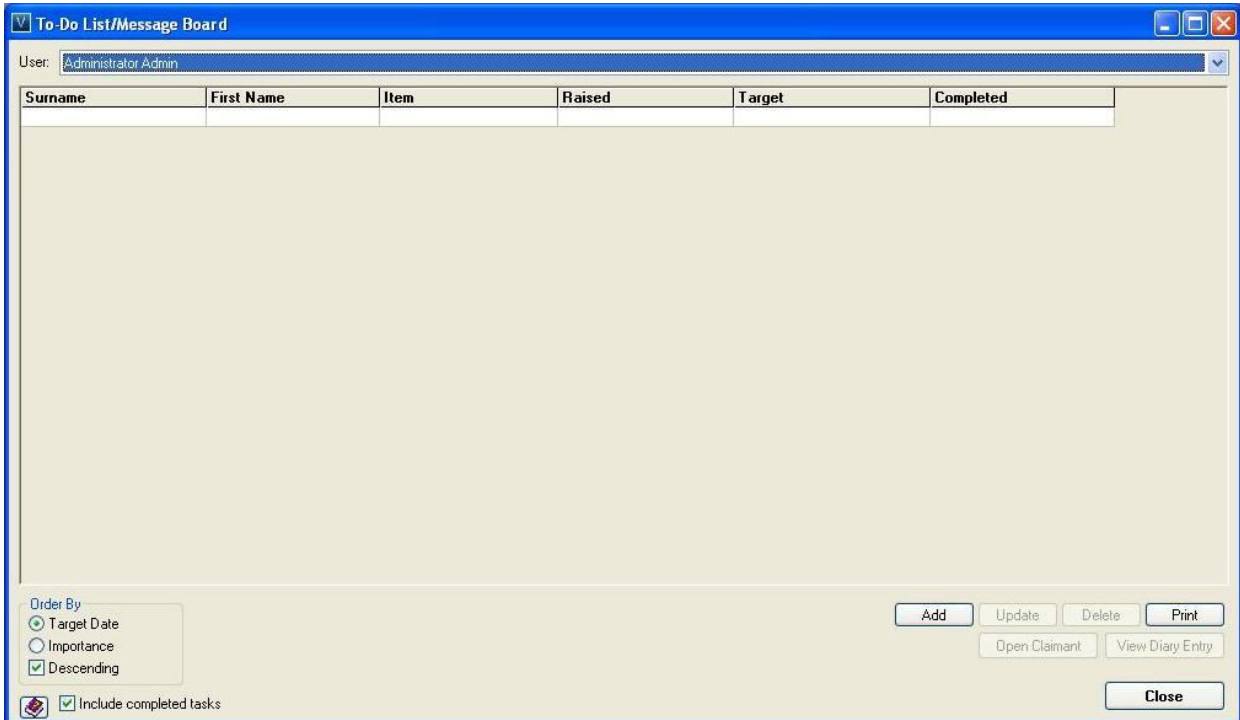 V To-Do List/Message Board
User: Administrator Admin
Surname First Name Item Raised Target Completed
Order By
Target Date
Importance
Descending
Include completed tasks
Add Update Delete Print
Open Claimant View Diary Entry
Close